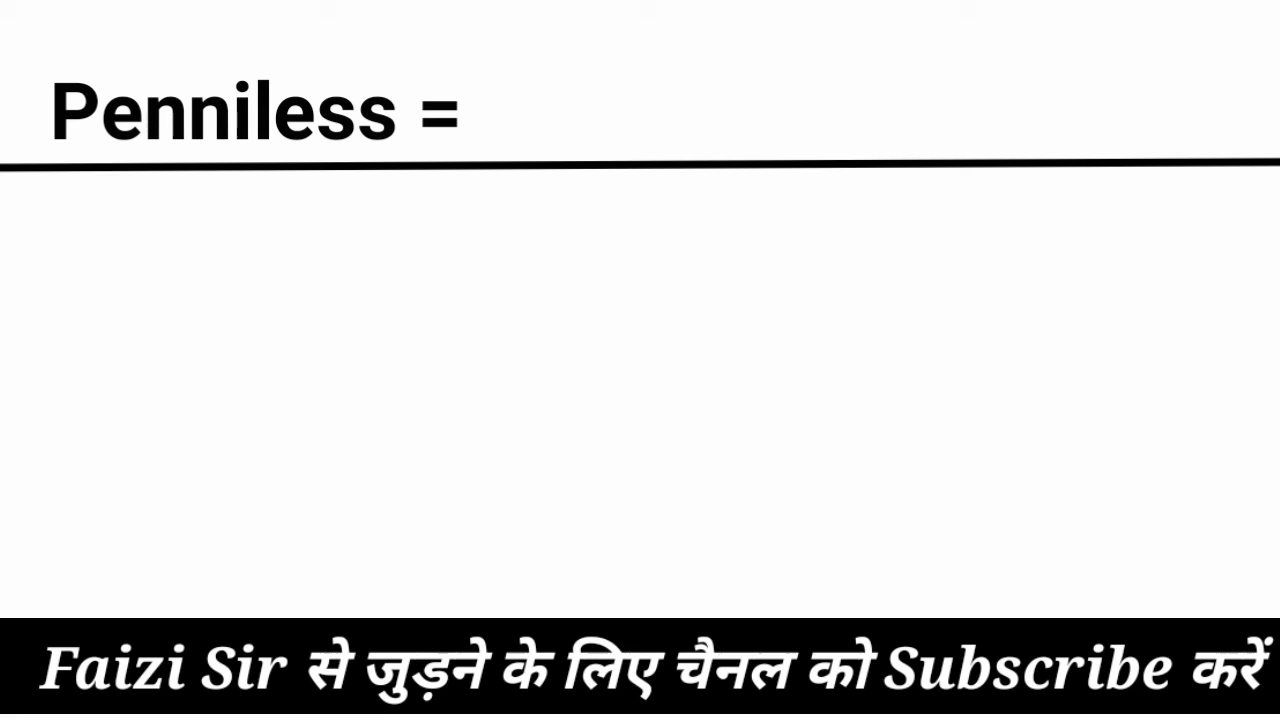 Penniless =
Faizi Sir से जुड़ने के लिए चैनल को Subscribe करें